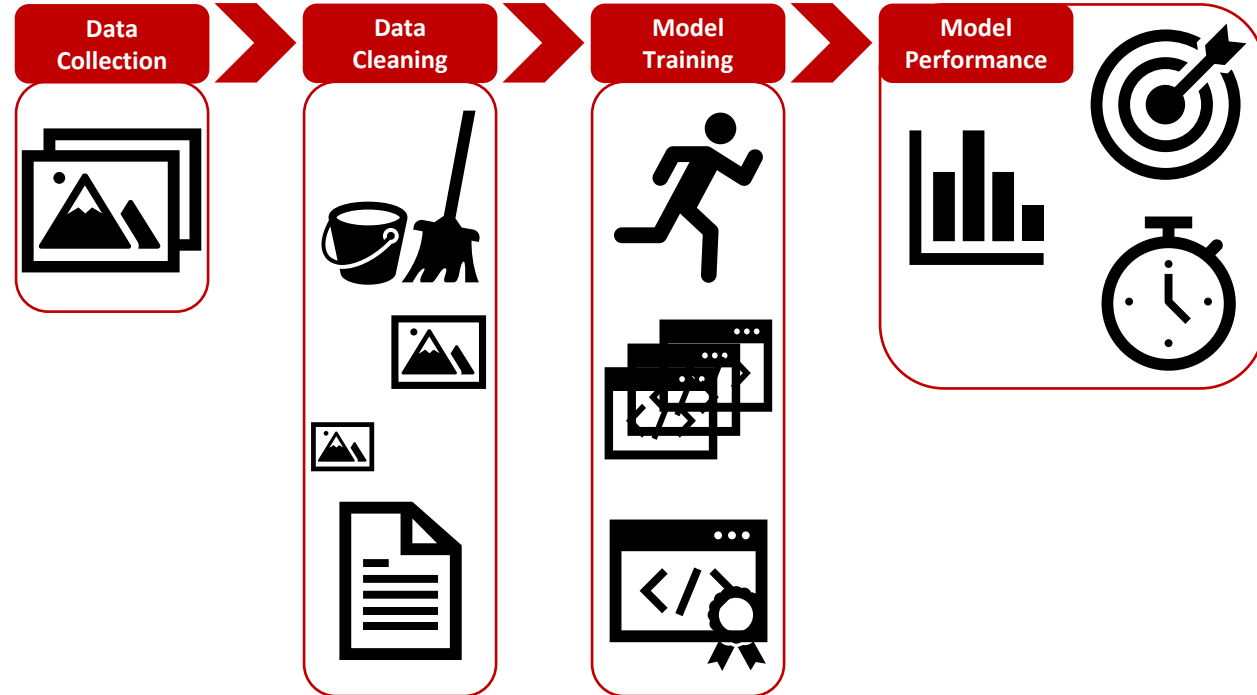 Data
Collection
Data
Cleaning
Model
Training
Model
Performance